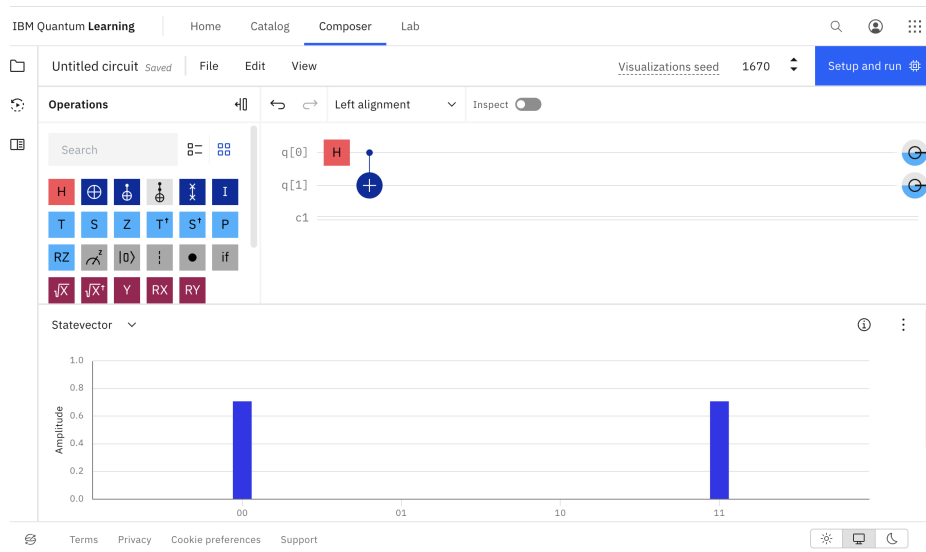 IBM Quantum Learning Home Catalog Composer Lab
Untitled circuit Saved File Edit View Visualizations seed 1670 Setup and run
Operations Left alignment Inspect
Search
q[0] H
q[1] +
c1
H I
T S Z T† S† P
RZ z |0⟩ if
√X √X† Y RX RY
Statevector
Amplitude
1.0
0.8
0.6
0.4
0.2
0.0
00 01 10 11
Terms Privacy Cookie preferences Support